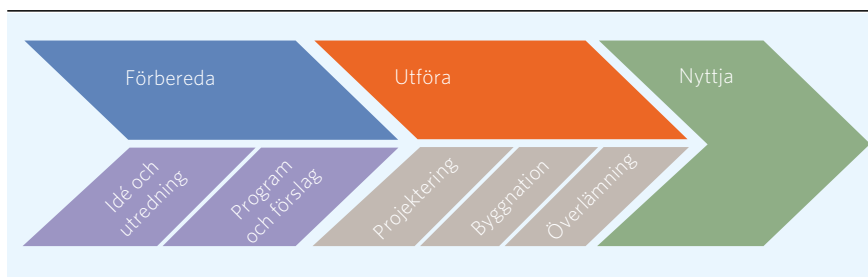 Förbereda
Utföra
Nyttja
Idé och
utredning
Program
och förslag
Projektering
Byggnation
Överlämning